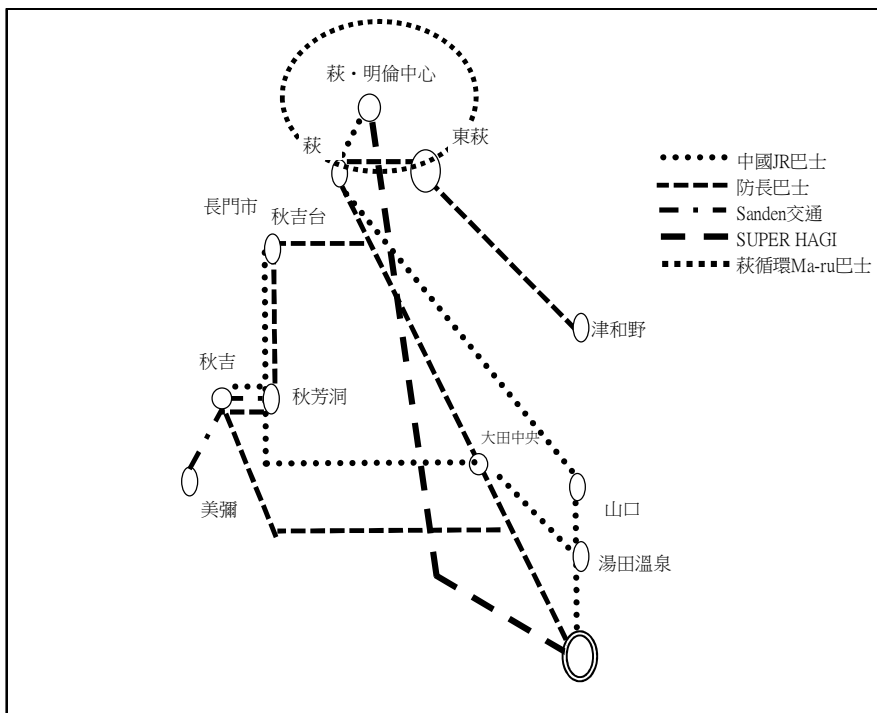 萩・明倫中心
萩
東萩
長門市
秋吉台
中國JR巴士
防長巴士
Sanden交通
SUPER HAGI
萩循環Ma-ru巴士
津和野
秋吉
秋芳洞
大田中央
美彌
山口
湯田溫泉